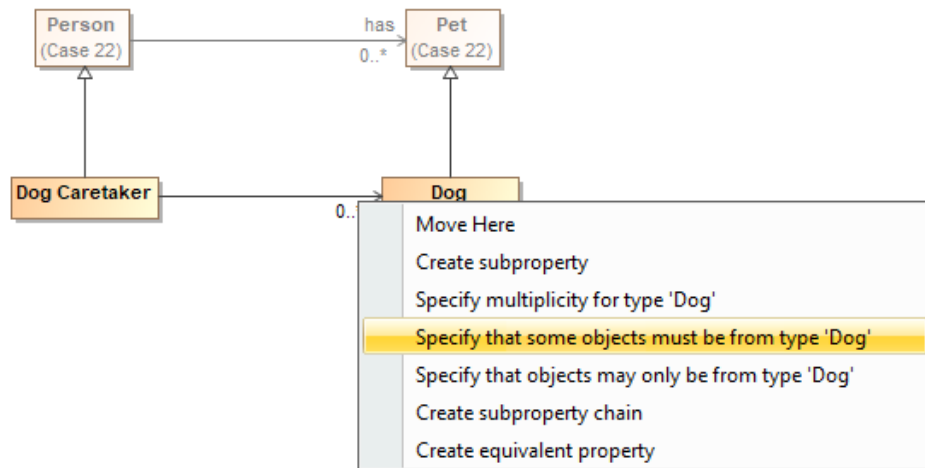 Person
(Case 22)
has
0..*
Pet
(Case 22)
Dog Caretaker
0..
Dog
Move Here
Create subproperty
Specify multiplicity for type 'Dog'
Specify that some objects must be from type 'Dog'
Specify that objects may only be from type 'Dog'
Create subproperty chain
Create equivalent property